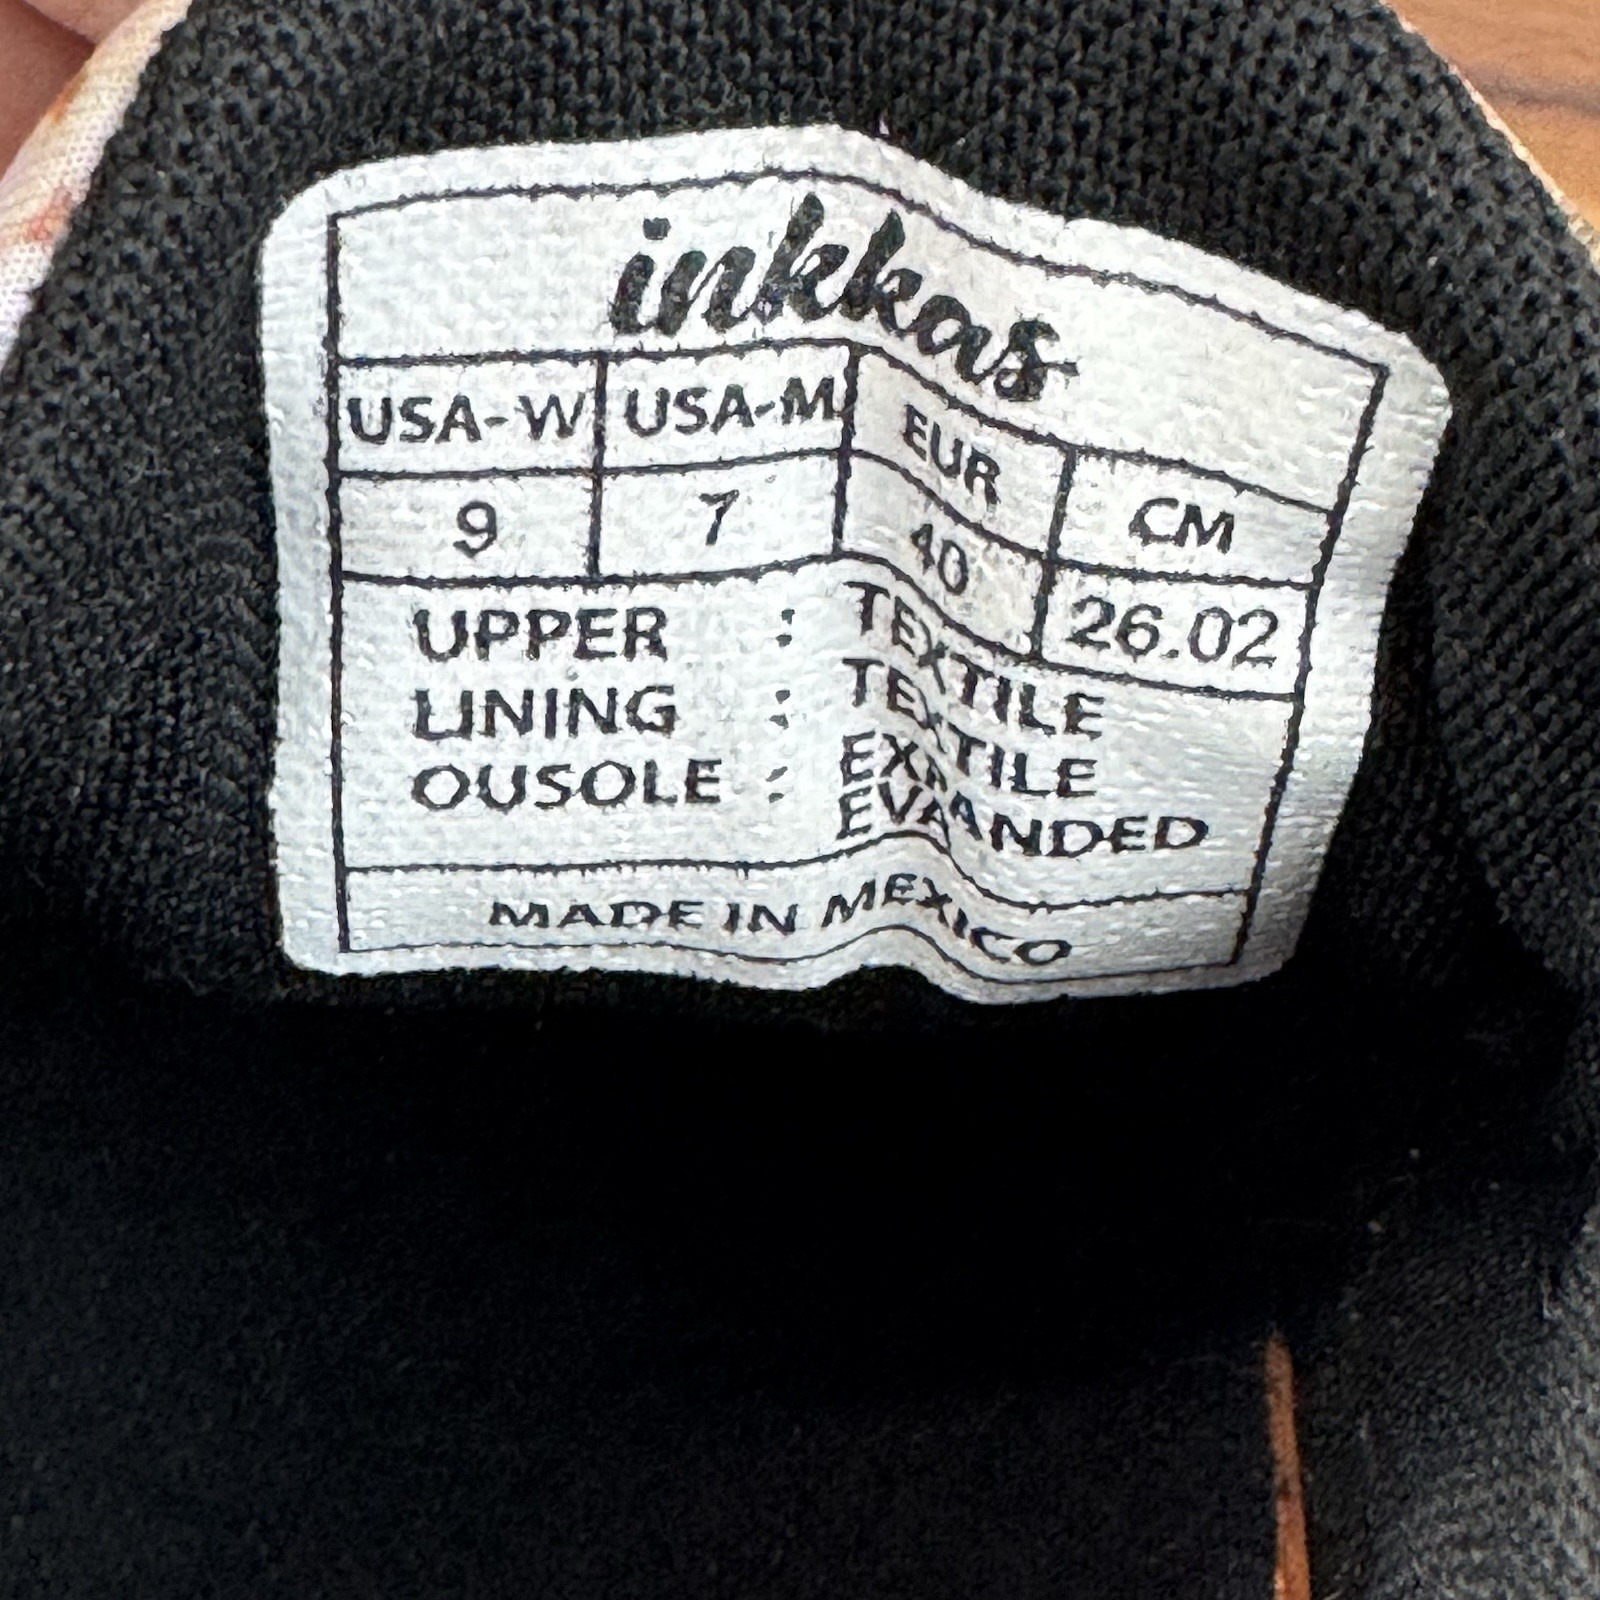 inkkas
USA-W USA-M EUR CM
9 7 40 26.02
UPPER : TEXTILE
LINING : TEXTILE
OUSOLE : EXPANDED EVA
MADE IN MEXICO